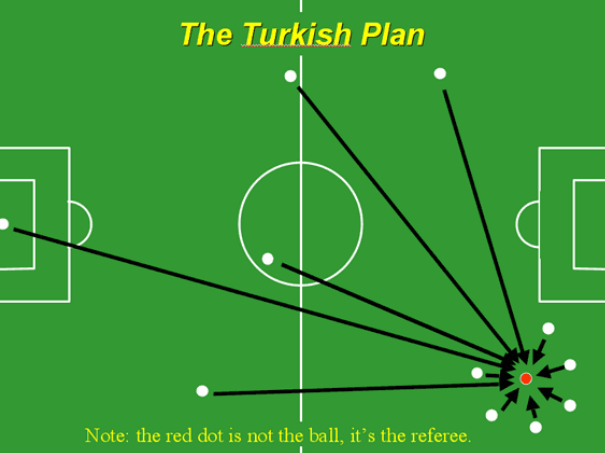 The Turkish Plan
Note: the red dot is not the ball, it’s the referee.